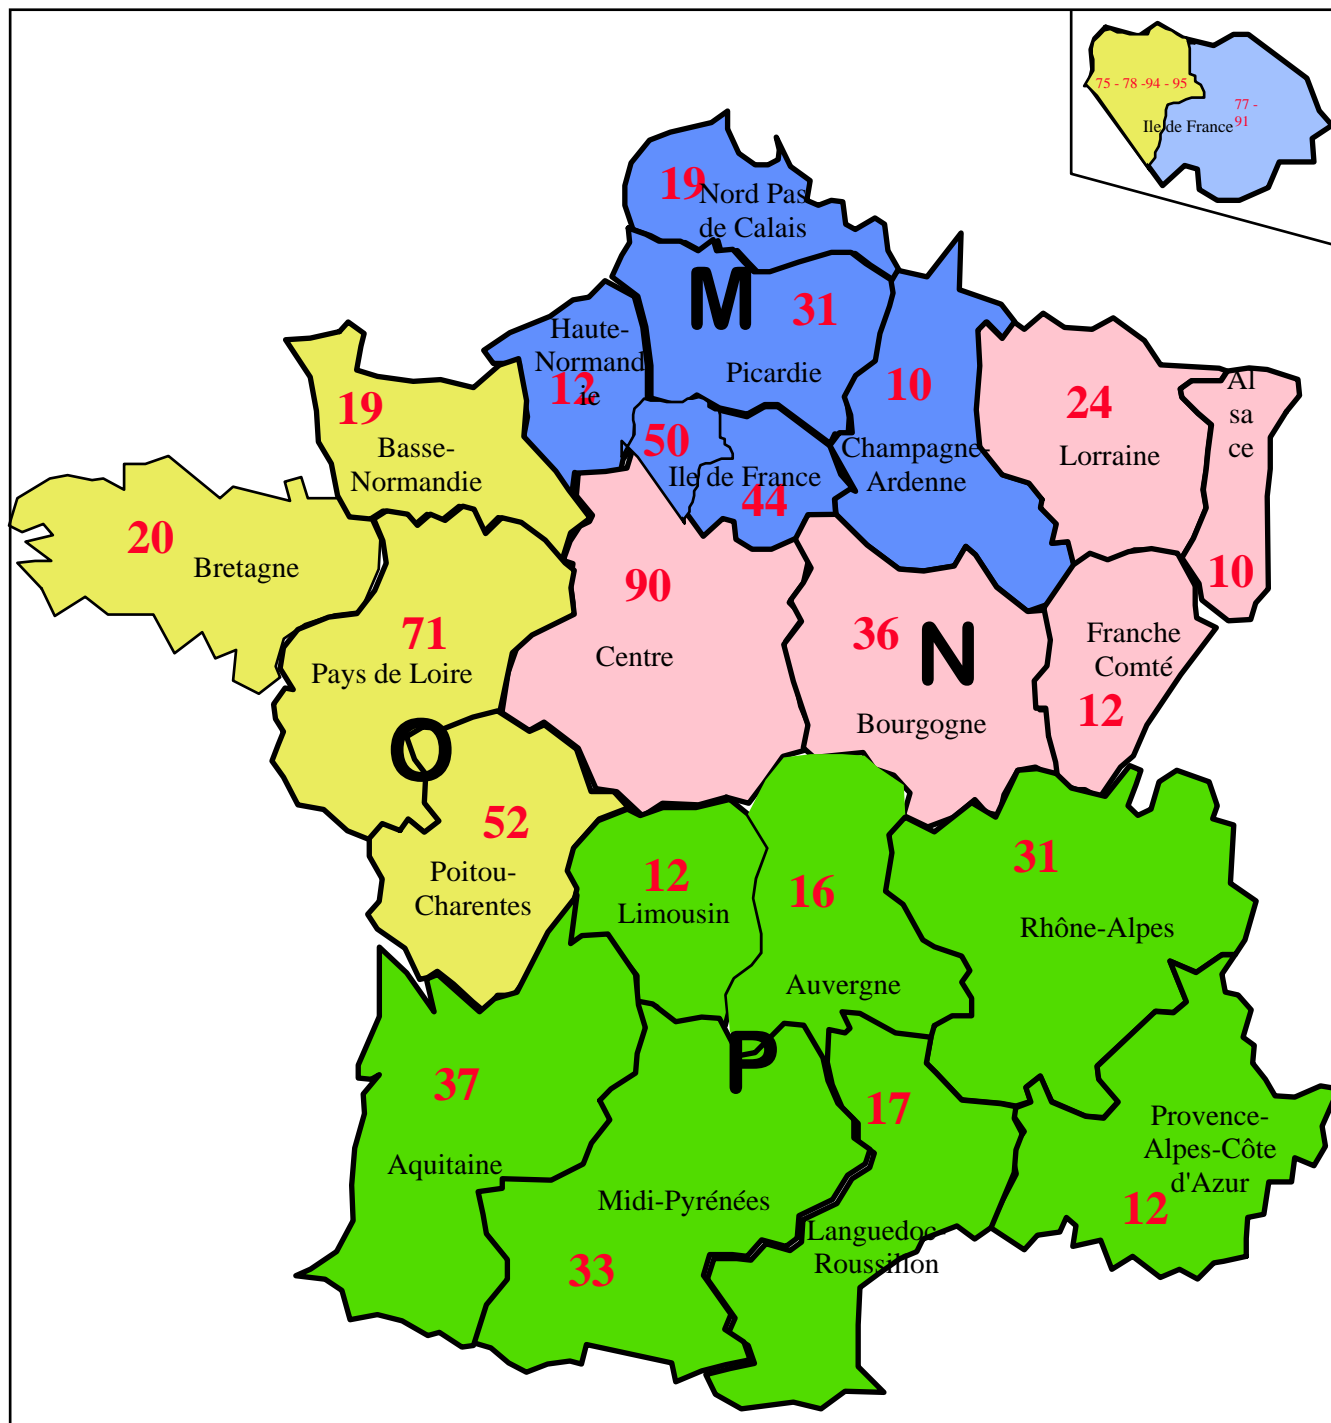 75 - 78 -94 - 95
77 -
91
Ile de France
19
Nord Pas
de Calais
M
31
Picardie
Haute-
Normand
ie
12
10
Champagne-
Ardenne
24
Lorraine
Al
sa
ce
10
19
Basse-
Normandie
50
Ile de France
44
20
Bretagne
90
Centre
71
Pays de Loire
36
N
Bourgogne
Franche
Comté
12
O
52
Poitou-
Charentes
12
Limousin
16
Auvergne
31
Rhône-Alpes
P
37
Aquitaine
17
Languedoc-
Roussillon
Midi-Pyrénées
33
Provence-
Alpes-Côte
d'Azur
12